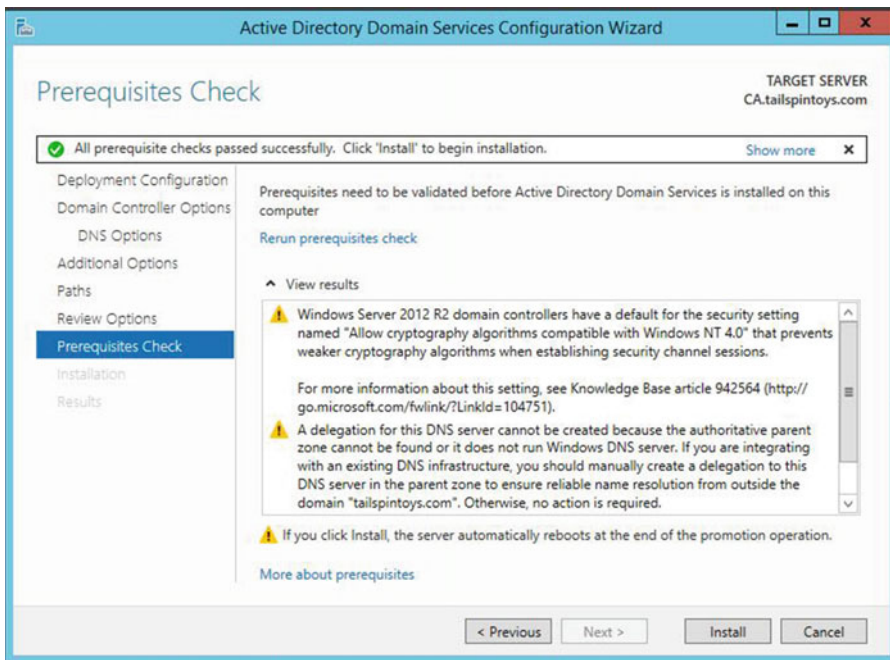 Active Directory Domain Services Configuration Wizard
Prerequisites Check
TARGET SERVER
CA.tailspintoys.com
All prerequisite checks passed successfully. Click 'Install' to begin installation.
Show more
Deployment Configuration
Domain Controller Options
DNS Options
Additional Options
Paths
Review Options
Prerequisites Check
Installation
Results
Prerequisites need to be validated before Active Directory Domain Services is installed on this
computer
Rerun prerequisites check
View results
Windows Server 2012 R2 domain controllers have a default for the security setting
named "Allow cryptography algorithms compatible with Windows NT 4.0" that prevents
weaker cryptography algorithms when establishing security channel sessions.
For more information about this setting, see Knowledge Base article 942564 (http://
go.microsoft.com/fwlink/?LinkId=104751).
A delegation for this DNS server cannot be created because the authoritative parent
zone cannot be found or it does not run Windows DNS server. If you are integrating
with an existing DNS infrastructure, you should manually create a delegation to this
DNS server in the parent zone to ensure reliable name resolution from outside the
domain "tailspintoys.com". Otherwise, no action is required.
If you click Install, the server automatically reboots at the end of the promotion operation.
More about prerequisites
< Previous
Next >
Install
Cancel